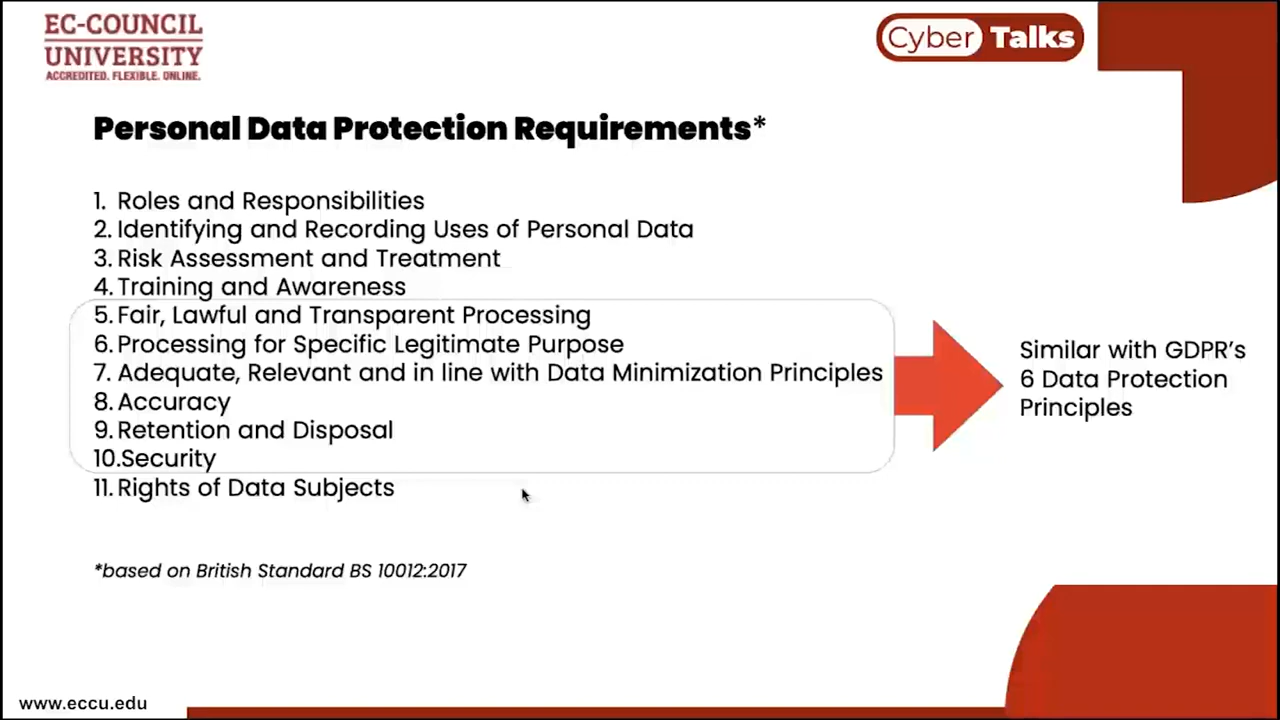 EC-COUNCIL
UNIVERSITY
ACCREDITED. FLEXIBLE. ONLINE.
Cyber Talks
Personal Data Protection Requirements*
1. Roles and Responsibilities
2. Identifying and Recording Uses of Personal Data
3. Risk Assessment and Treatment
4. Training and Awareness
5. Fair, Lawful and Transparent Processing
6. Processing for Specific Legitimate Purpose
7. Adequate, Relevant and in line with Data Minimization Principles
8. Accuracy
9. Retention and Disposal
10.Security
11. Rights of Data Subjects
Similar with GDPR's
6 Data Protection
Principles
*based on British Standard BS 10012:2017
www.eccu.edu